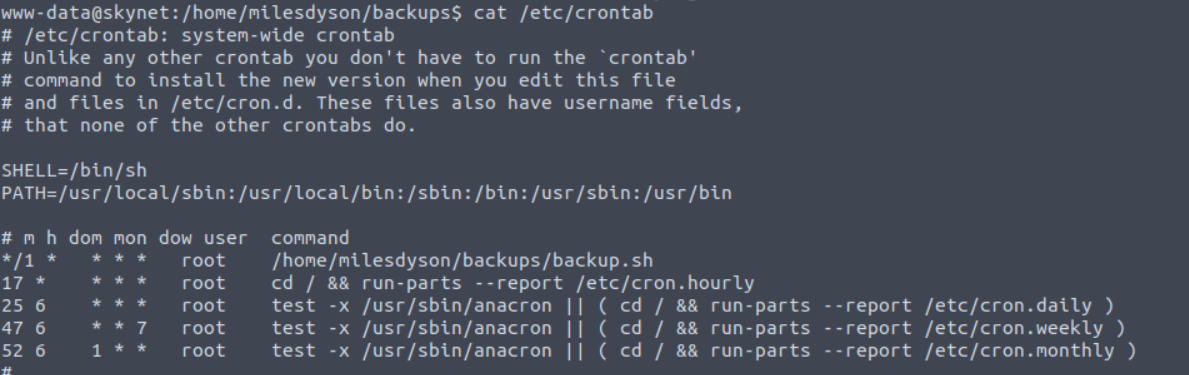 www-data@skynet:/home/milesdyson/backups$ cat /etc/crontab
# /etc/crontab: system-wide crontab
# Unlike any other crontab you don't have to run the `crontab'
# command to install the new version when you edit this file
# and files in /etc/cron.d. These files also have username fields,
# that none of the other crontabs do.

SHELL=/bin/sh
PATH=/usr/local/sbin:/usr/local/bin:/sbin:/bin:/usr/sbin:/usr/bin

# m h dom mon dow user  command
*/1 *   * * *   root    /home/milesdyson/backups/backup.sh
17 *    * * *   root    cd / && run-parts --report /etc/cron.hourly
25 6    * * *   root    test -x /usr/sbin/anacron || ( cd / && run-parts --report /etc/cron.daily )
47 6    * * 7   root    test -x /usr/sbin/anacron || ( cd / && run-parts --report /etc/cron.weekly )
52 6    1 * *   root    test -x /usr/sbin/anacron || ( cd / && run-parts --report /etc/cron.monthly )
#